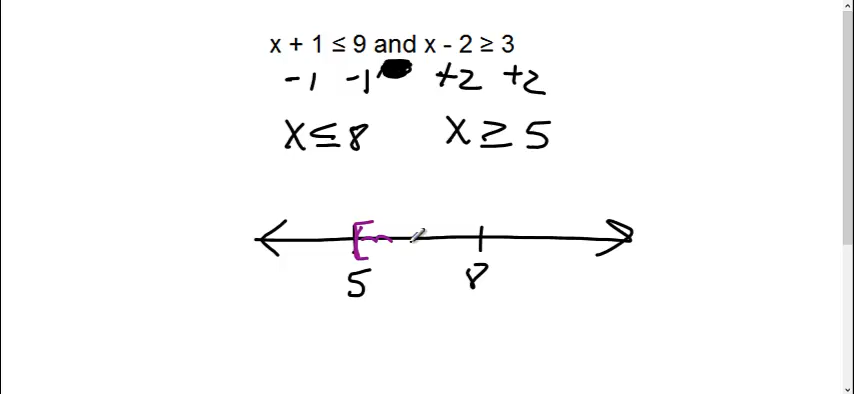 x + 1 ≤ 9 and x - 2 ≥ 3
-1 -1 +2 +2
x ≤ 8 x ≥ 5
[
5 8